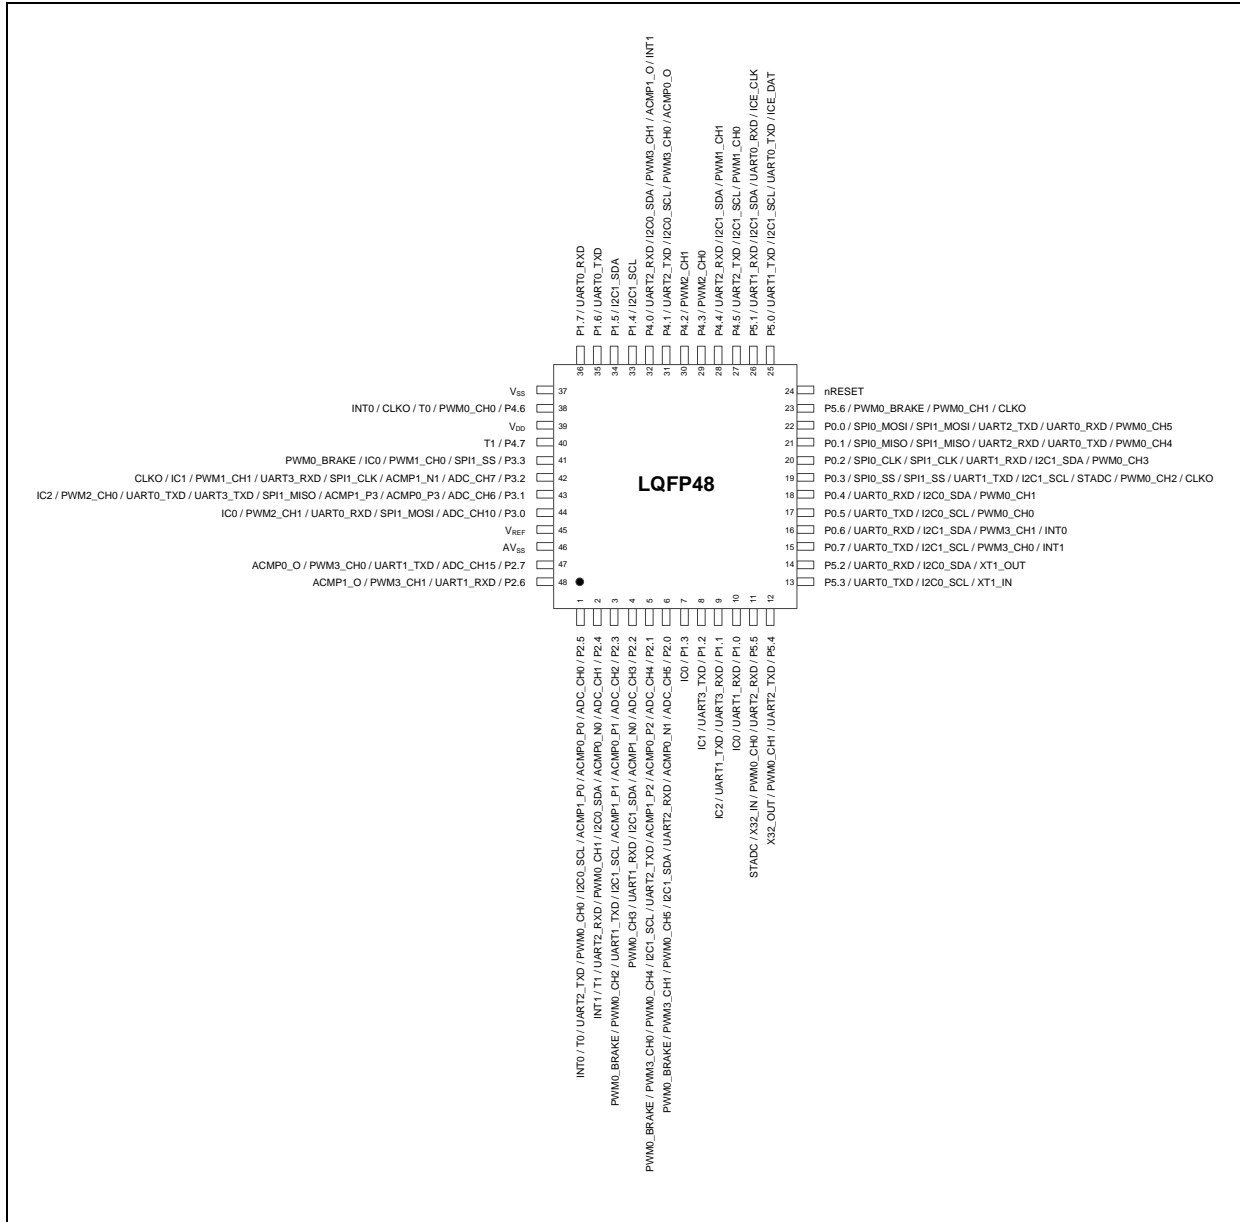 P1.7 / UART0_RXD
P1.6 / UART0_TXD
P1.5 / I2C1_SDA
P1.4 / I2C1_SCL
P4.0 / UART2_RXD / I2C0_SDA / PWM3_CH1 / ACMP1_O / INT1
P4.1 / UART2_TXD / I2C0_SCL / PWM3_CH0 / ACMP0_O
P4.2 / PWM2_CH1
P4.3 / PWM2_CH0
P4.4 / UART2_RXD / I2C1_SDA / PWM1_CH1
P4.5 / UART2_TXD / I2C1_SCL / PWM1_CH0
P5.1 / UART1_RXD / I2C1_SDA / UART0_RXD / ICE_CLK
P5.0 / UART1_TXD / I2C1_SCL / UART0_TXD / ICE_DAT
36
35
34
33
32
31
30
29
28
27
26
25
VSS 37
INT0 / CLKO / T0 / PWM0_CH0 / P4.6 38
VDD 39
T1 / P4.7 40
PWM0_BRAKE / IC0 / PWM1_CH0 / SPI1_SS / P3.3 41
CLKO / IC1 / PWM1_CH1 / UART3_RXD / SPI1_CLK / ACMP1_N1 / ADC_CH7 / P3.2 42
IC2 / PWM2_CH0 / UART0_TXD / UART3_TXD / SPI1_MISO / ACMP1_P3 / ACMP0_P3 / ADC_CH6 / P3.1 43
IC0 / PWM2_CH1 / UART0_RXD / SPI1_MOSI / ADC_CH10 / P3.0 44
VREF 45
AVSS 46
ACMP0_O / PWM3_CH0 / UART1_TXD / ADC_CH15 / P2.7 47
ACMP1_O / PWM3_CH1 / UART1_RXD / P2.6 48
LQFP48
24 nRESET
23 P5.6 / PWM0_BRAKE / PWM0_CH1 / CLKO
22 P0.0 / SPI0_MOSI / SPI1_MOSI / UART2_TXD / UART0_RXD / PWM0_CH5
21 P0.1 / SPI0_MISO / SPI1_MISO / UART2_RXD / UART0_TXD / PWM0_CH4
20 P0.2 / SPI0_CLK / SPI1_CLK / UART1_RXD / I2C1_SDA / PWM0_CH3
19 P0.3 / SPI0_SS / SPI1_SS / UART1_TXD / I2C1_SCL / STADC / PWM0_CH2 / CLKO
18 P0.4 / UART0_RXD / I2C0_SDA / PWM0_CH1
17 P0.5 / UART0_TXD / I2C0_SCL / PWM0_CH0
16 P0.6 / UART0_RXD / I2C1_SDA / PWM3_CH1 / INT0
15 P0.7 / UART0_TXD / I2C1_SCL / PWM3_CH0 / INT1
14 P5.2 / UART0_RXD / I2C0_SDA / XT1_OUT
13 P5.3 / UART0_TXD / I2C0_SCL / XT1_IN
1
2
3
4
5
6
7
8
9
10
11
12
INT0 / T0 / UART2_TXD / PWM0_CH0 / I2C0_SCL / ACMP1_P0 / ACMP0_P0 / ADC_CH0 / P2.5
INT1 / T1 / UART2_RXD / PWM0_CH1 / I2C0_SDA / ACMP0_N0 / ADC_CH1 / P2.4
PWM0_BRAKE / PWM0_CH2 / UART1_TXD / I2C1_SCL / ACMP1_P1 / ACMP0_P1 / ADC_CH2 / P2.3
PWM0_CH3 / UART1_RXD / I2C1_SDA / ACMP1_N0 / ADC_CH3 / P2.2
PWM0_BRAKE / PWM3_CH0 / PWM0_CH4 / I2C1_SCL / UART2_TXD / ACMP1_P2 / ACMP0_P2 / ADC_CH4 / P2.1
PWM0_BRAKE / PWM3_CH1 / PWM0_CH5 / I2C1_SDA / UART2_RXD / ACMP0_N1 / ADC_CH5 / P2.0
IC0 / P1.3
IC1 / UART3_TXD / P1.2
IC2 / UART1_TXD / UART3_RXD / P1.1
IC0 / UART1_RXD / P1.0
STADC / X32_IN / PWM0_CH0 / UART2_RXD / P5.5
X32_OUT / PWM0_CH1 / UART2_TXD / P5.4